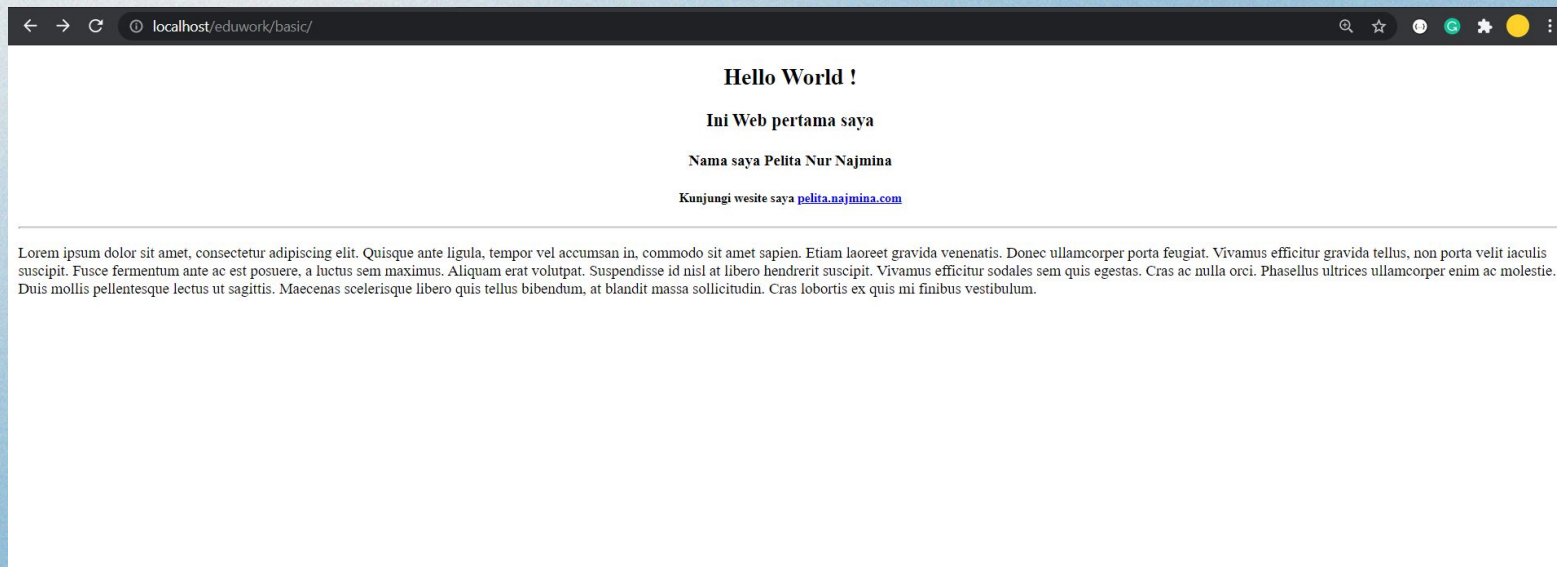 localhost/eduwork/basic/
Hello World !
Ini Web pertama saya
Nama saya Pelita Nur Najmina
Kunjungi wesite saya pelita.najmina.com
Lorem ipsum dolor sit amet, consectetur adipiscing elit. Quisque ante ligula, tempor vel accumsan in, commodo sit amet sapien. Etiam laoreet gravida venenatis. Donec ullamcorper porta feugiat. Vivamus efficitur gravida tellus, non porta velit iaculis
suscipit. Fusce fermentum ante ac est posuere, a luctus sem maximus. Aliquam erat volutpat. Suspendisse id nisl at libero hendrerit suscipit. Vivamus efficitur sodales sem quis egestas. Cras ac nulla orci. Phasellus ultrices ullamcorper enim ac molestie.
Duis mollis pellentesque lectus ut sagittis. Maecenas scelerisque libero quis tellus bibendum, at blandit massa sollicitudin. Cras lobortis ex quis mi finibus vestibulum.